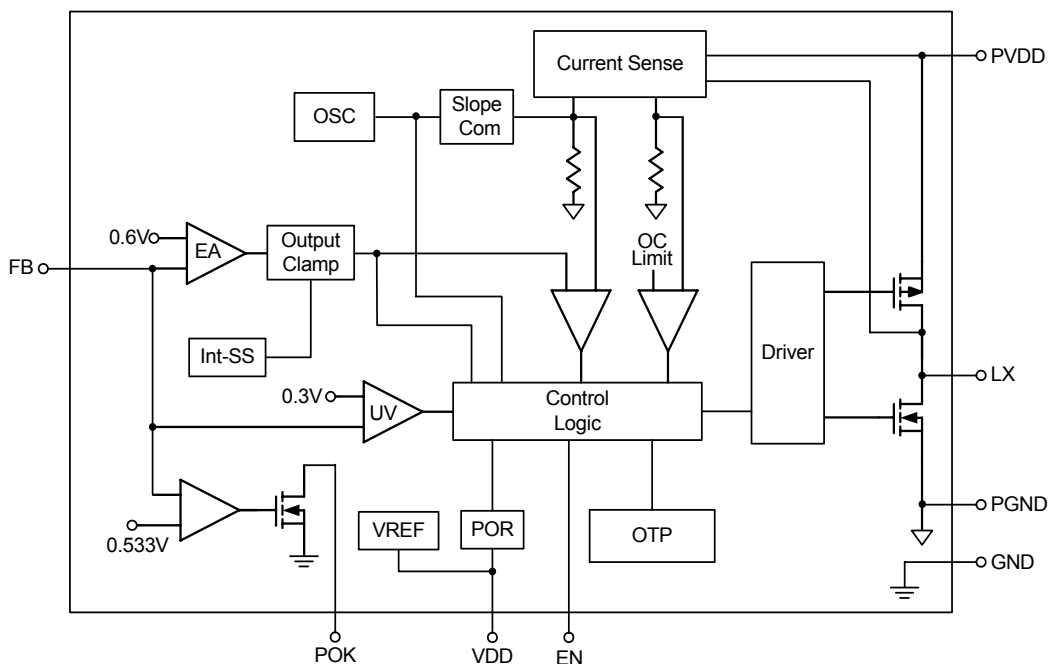 Current Sense
PVDD
OSC
Slope
Com
0.6V
EA
Output
Clamp
OC
Limit
FB
Int-SS
Driver
LX
0.3V
UV
Control
Logic
0.533V
VREF
POR
OTP
PGND
GND
POK
VDD
EN